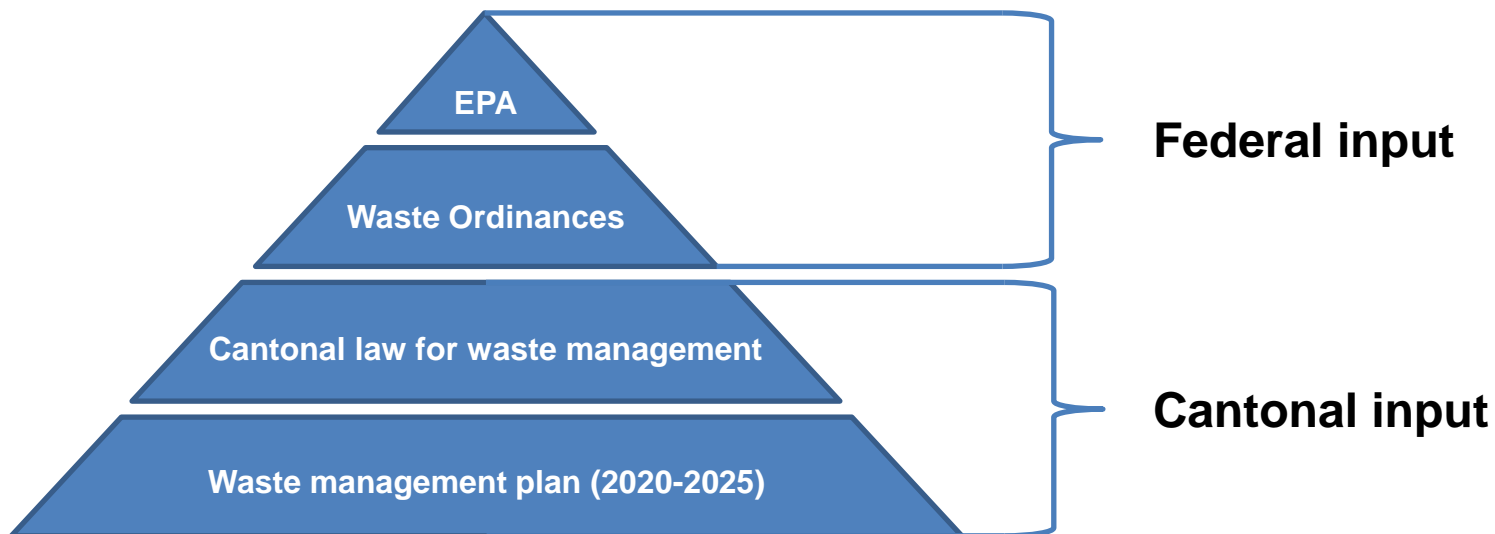 EPA
Federal input
Waste Ordinances
Cantonal law for waste management
Cantonal input
Waste management plan (2020-2025)